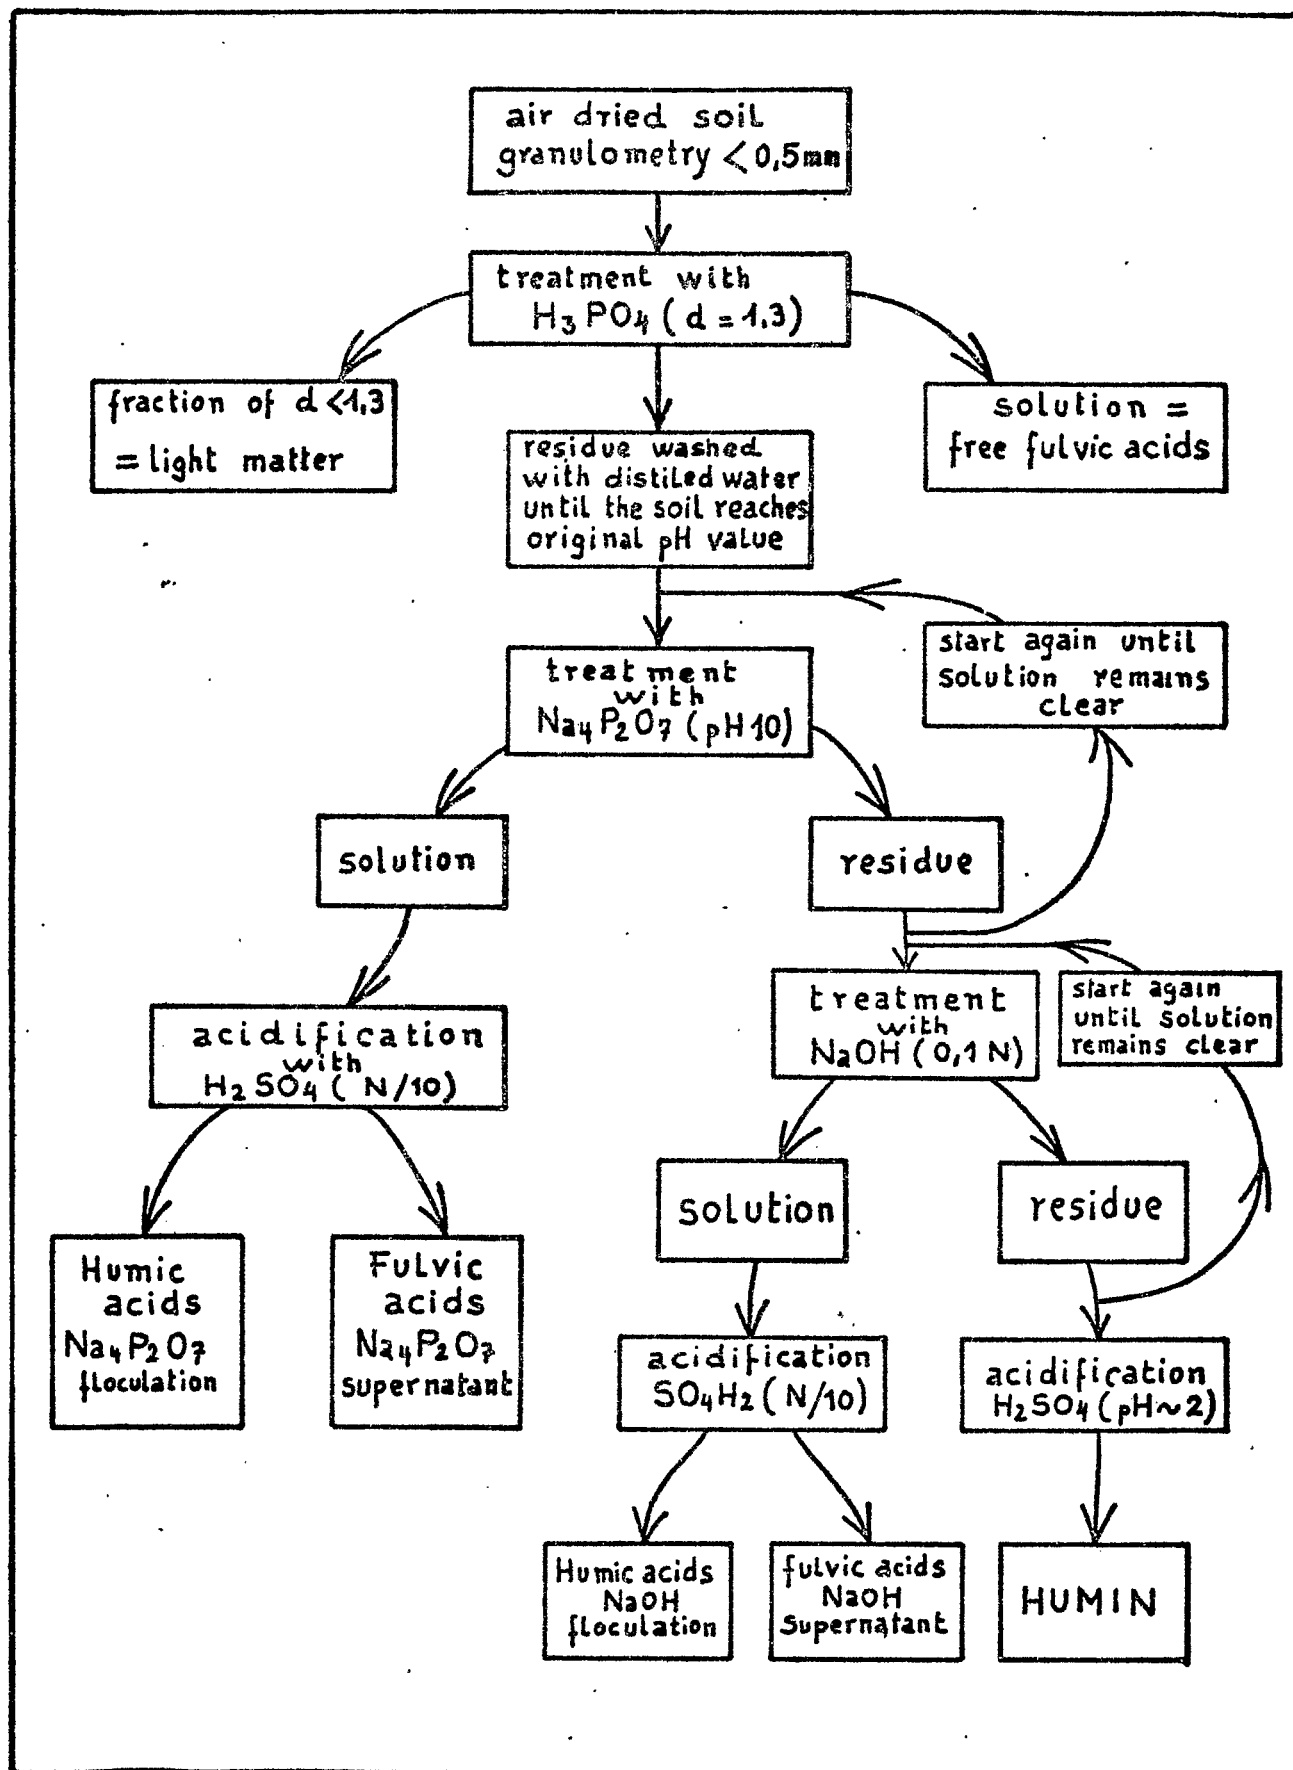 air dried soil
granulometry < 0,5mm
treatment with
H₃PO₄ (d = 1,3)
fraction of d <1,3
= light matter
residue washed
with distiled water
until the soil reaches
original pH value
solution =
free fulvic acids
start again until
solution remains
clear
treatment
with
Na₄P₂O₇ (pH 10)
solution
residue
acidification
with
H₂SO₄ ( N/10)
treatment
with
NaOH (0,1 N)
start again
until solution
remains clear
solution
residue
Humic
acids
Na₄P₂O₇
floculation
Fulvic
acids
Na₄P₂O₇
supernatant
acidification
SO₄H₂ (N/10)
acidification
H₂SO₄ (pH~2)
Humic acids
NaOH
floculation
fulvic acids
NaOH
Supernatant
HUMIN